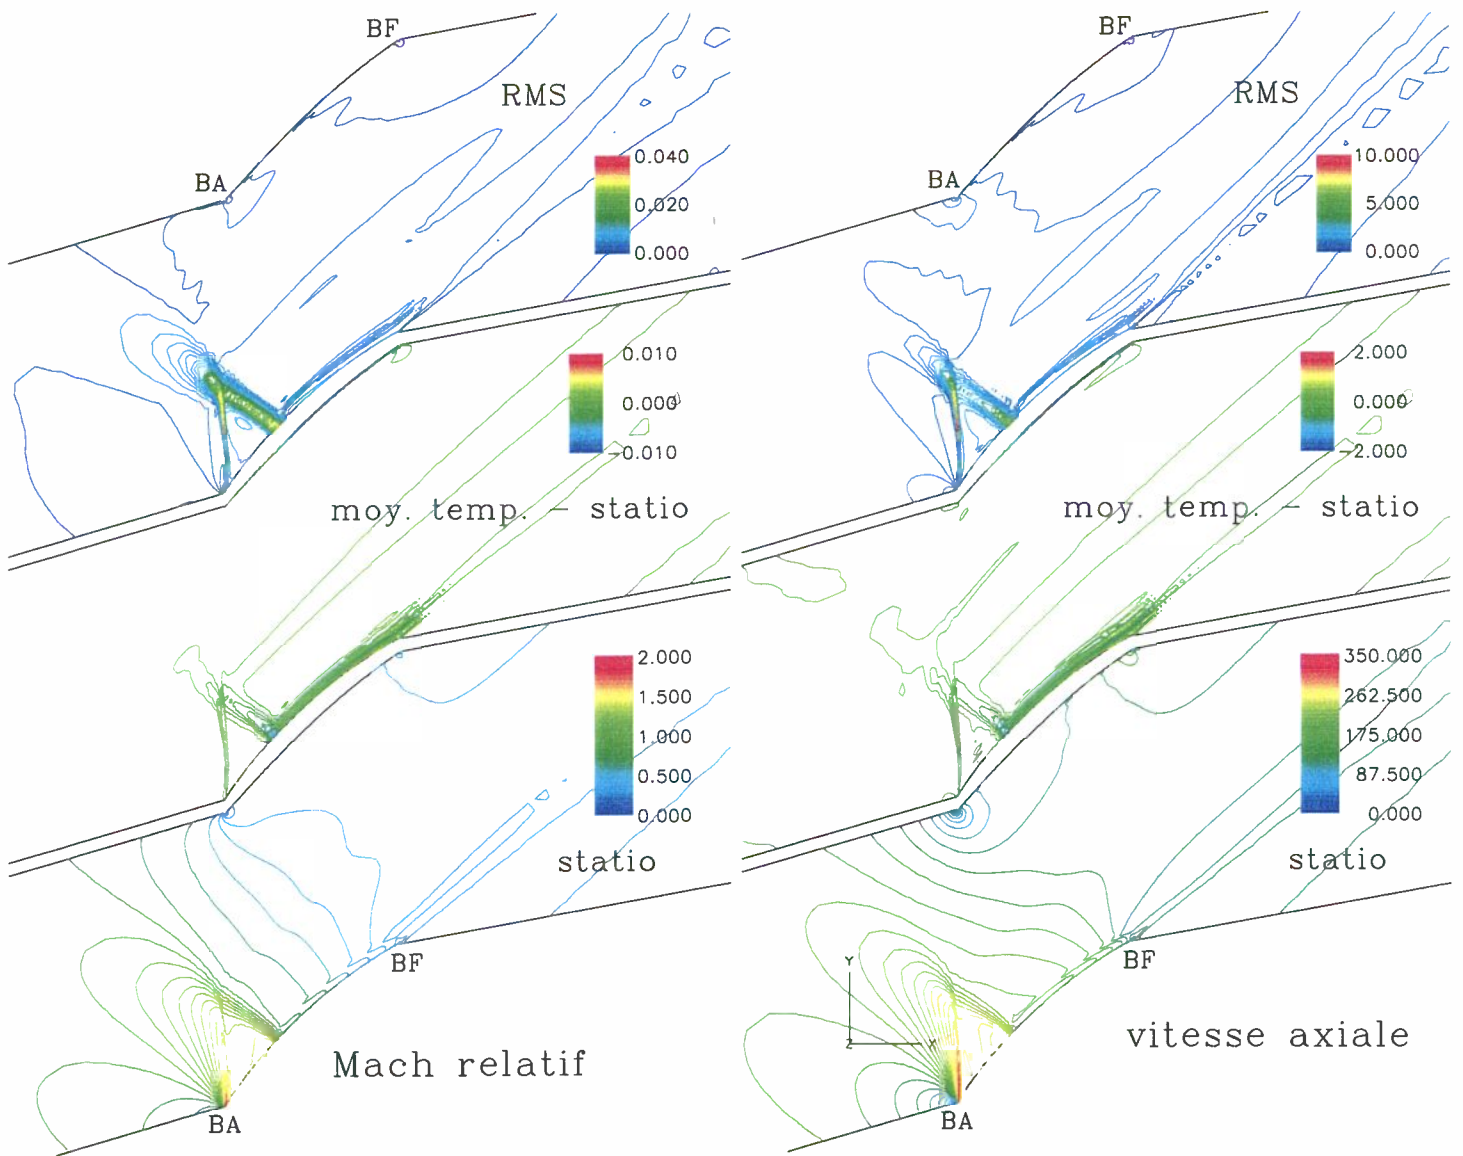 BF
RMS
0.040
BA
0.020
0.000
0.010
0.000
-0.010
moy. temp. - statio
2.000
1.500
1.000
0.500
0.000
statio
BF
Mach relatif
BA
BF
RMS
10.000
BA
5.000
0.000
2.000
0.000
-2.000
moy. temp. - statio
350.000
262.500
175.000
87.500
0.000
statio
BF
Y
Z X
vitesse axiale
BA